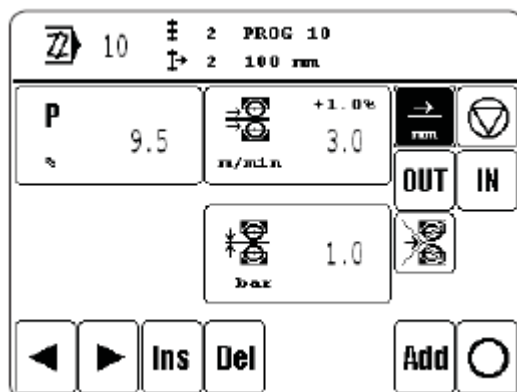 10 2 PROG 10
2 100 mm
P
% 9.5
+1.0%
m/min 3.0
mm
OUT IN
bar 1.0
Ins Del Add